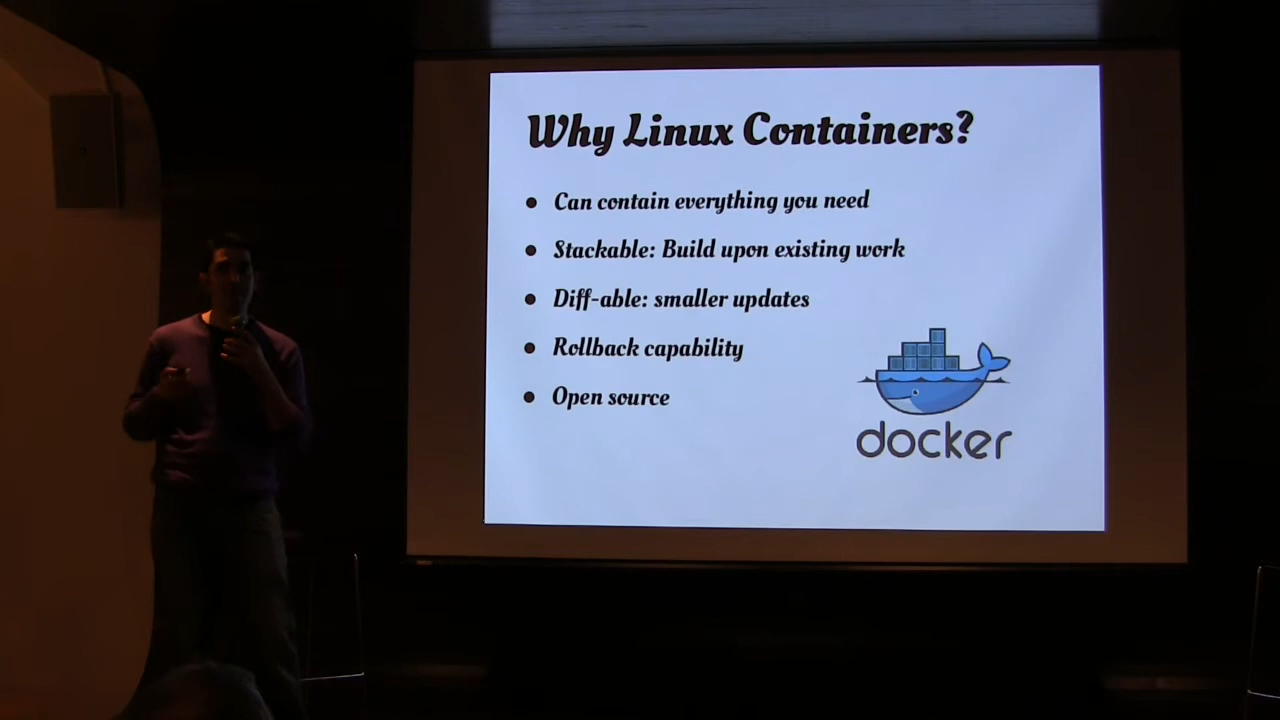 Why Linux Containers?
• Can contain everything you need
• Stackable: Build upon existing work
• Diff-able: smaller updates
• Rollback capability
• Open source
docker